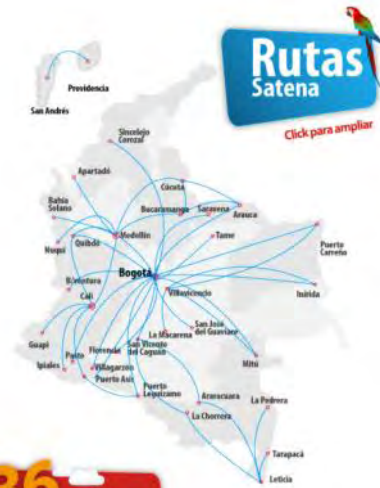 Rutas
Satena
Click para ampliar
Providencia
San Andrés
Sincelejo
Corozal
Apartadó
Cúcuta
Bahía
Solano
Bucaramanga
Saravena
Arauca
Nuquí
Quibdó
Medellín
Tame
Puerto
Carreño
Bogotá
B/ventura
Villavicencio
Inírida
Cali
Guapi
La Macarena
San José
del Guaviare
Pasto
Florencia
San Vicente
del Caguán
Mitú
Ipiales
Villagarzón
Puerto Asís
Puerto
Leguízamo
Araracuara
La Pedrera
La Chorrera
Tarapacá
Leticia